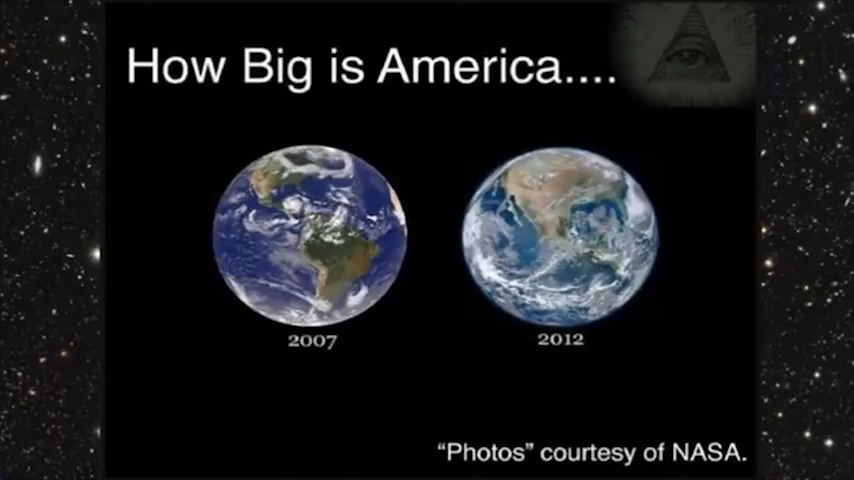 How Big is America....
2007
2012
“Photos” courtesy of NASA.